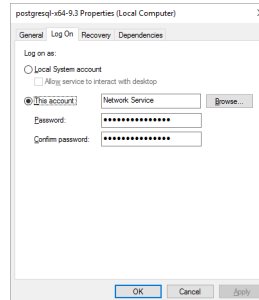 postgresql-x64-9.3 Properties (Local Computer)
General Log On Recovery Dependencies
Log on as:
Local System account
Allow service to interact with desktop
This account: Network Service Browse...
Password: •••••••••••••••
Confirm password: •••••••••••••••
OK Cancel Apply